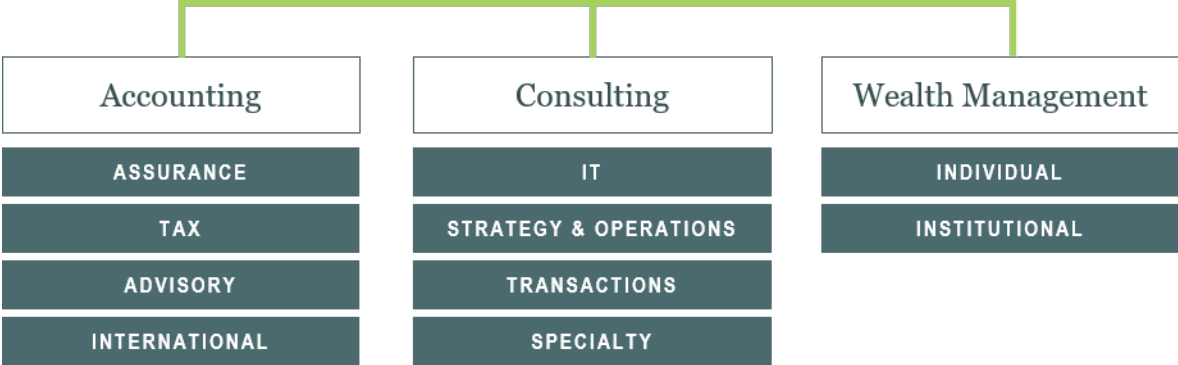 Accounting
ASSURANCE
TAX
ADVISORY
INTERNATIONAL
Consulting
IT
STRATEGY & OPERATIONS
TRANSACTIONS
SPECIALTY
Wealth Management
INDIVIDUAL
INSTITUTIONAL